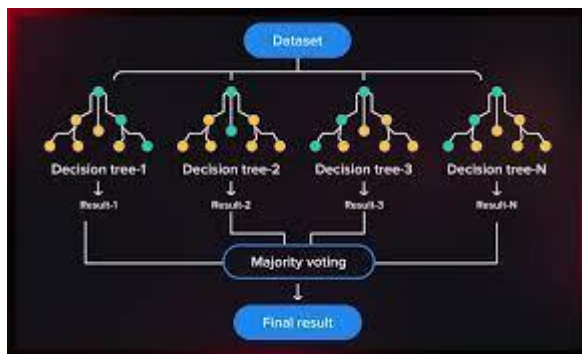 Dataset
Decision tree-1 Decision tree-2 Decision tree-3 Decision tree-N
Result-1 Result-2 Result-3 Result-N
Majority voting
Final result